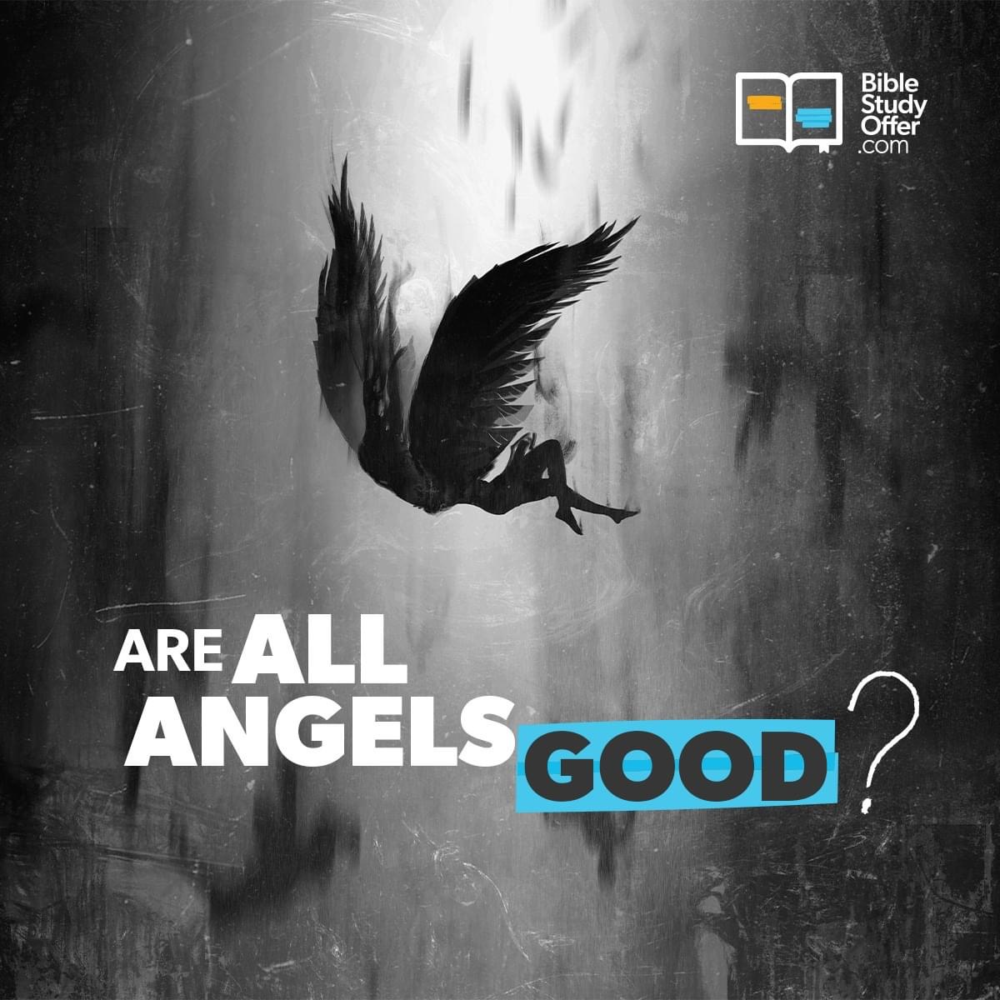 Bible
Study
Offer
.com
ARE ALL
ANGELS GOOD?